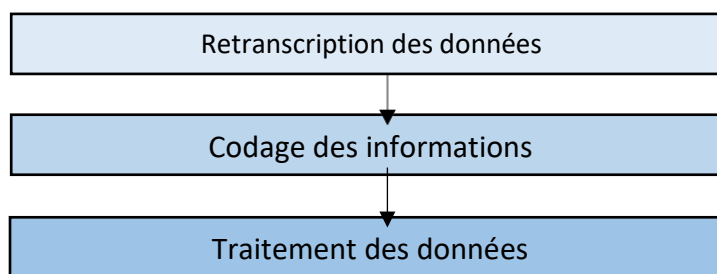 Retranscription des données
Codage des informations
Traitement des données